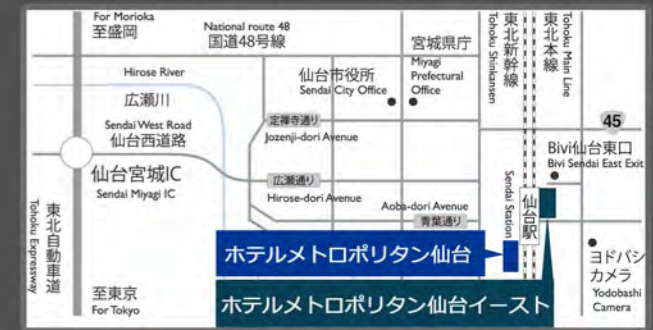 For Morioka
至盛岡
National route 48
国道48号線
宮城県庁
Miyagi
Prefectural
Office
東北新幹線
Tohoku Shinkansen
東北本線
Tohoku Main Line
Hirose River
広瀬川
仙台市役所
Sendai City Office
定禅寺通り
Jozenji-dori Avenue
45
Sendai West Road
仙台西道路
Bivi仙台東口
Bivi Sendai East Exit
仙台宮城IC
Sendai Miyagi IC
広瀬通り
Hirose-dori Avenue
Aoba-dori Avenue
青葉通り
Sendai Station
仙台駅
東北自動車道
Tohoku Expressway
ホテルメトロポリタン仙台
ヨドバシ
カメラ
Yodobashi
Camera
至東京
For Tokyo
ホテルメトロポリタン仙台イースト